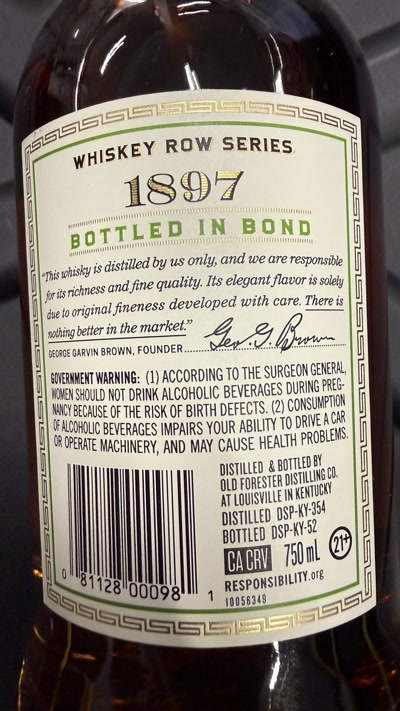 WHISKEY ROW SERIES
1897
BOTTLED IN BOND
"This whisky is distilled by us only, and we are responsible
for its richness and fine quality. Its elegant flavor is solely
due to original fineness developed with care. There is
nothing better in the market."
Geo. G. Brown
GEORGE GARVIN BROWN, FOUNDER
GOVERNMENT WARNING: (1) ACCORDING TO THE SURGEON GENERAL,
WOMEN SHOULD NOT DRINK ALCOHOLIC BEVERAGES DURING PREG-
NANCY BECAUSE OF THE RISK OF BIRTH DEFECTS. (2) CONSUMPTION
OF ALCOHOLIC BEVERAGES IMPAIRS YOUR ABILITY TO DRIVE A CAR
OR OPERATE MACHINERY, AND MAY CAUSE HEALTH PROBLEMS.
DISTILLED & BOTTLED BY
OLD FORESTER DISTILLING CO.
AT LOUISVILLE IN KENTUCKY
DISTILLED DSP-KY-354
BOTTLED DSP-KY-52
CA CRV 750 mL 21+
RESPONSIBILITY.org
10056349
0 81128 00098 1